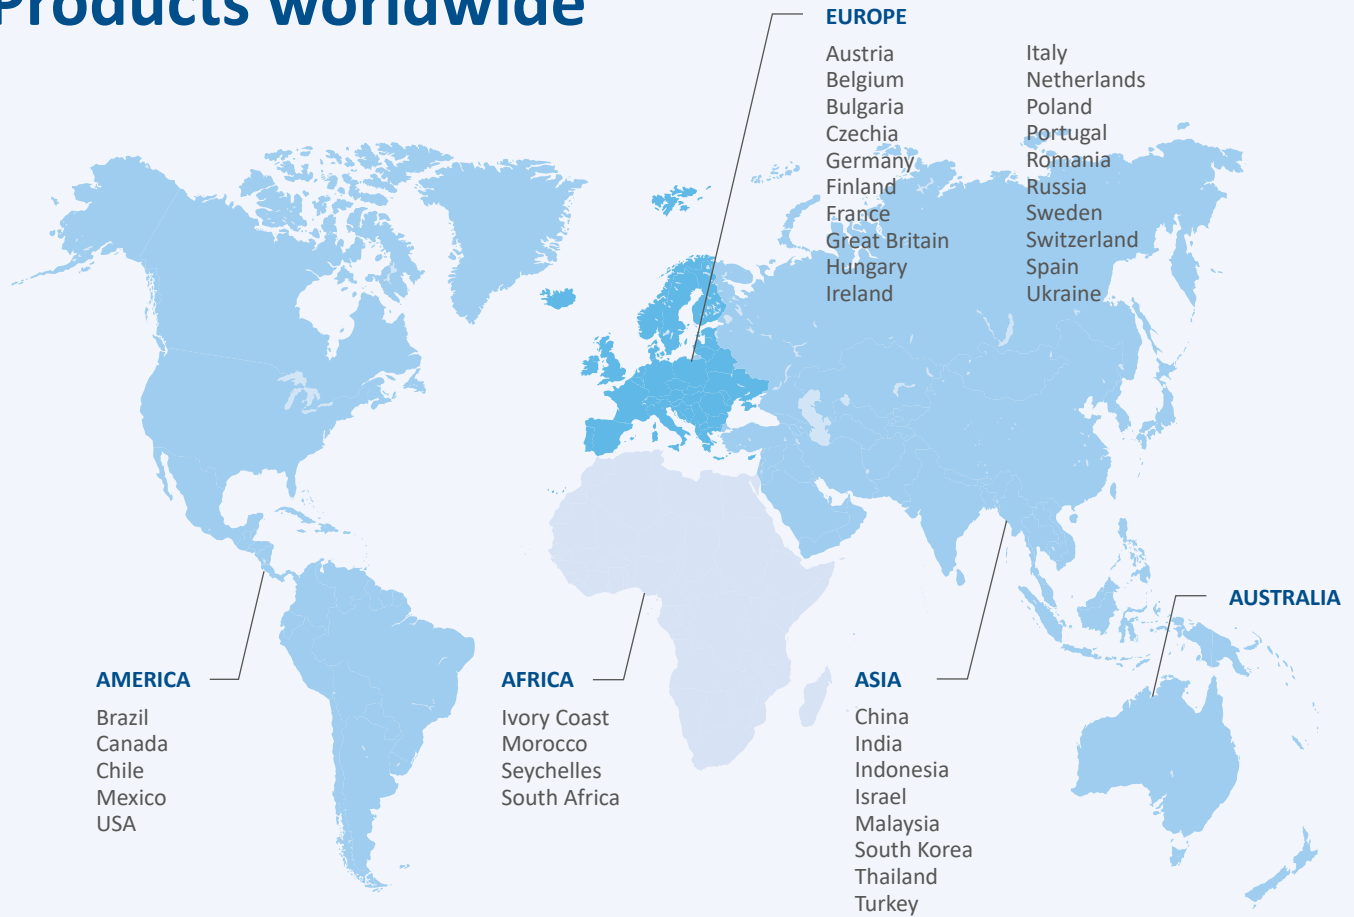 Products worldwide
EUROPE
Austria
Belgium
Bulgaria
Czechia
Germany
Finland
France
Great Britain
Hungary
Ireland
Italy
Netherlands
Poland
Portugal
Romania
Russia
Sweden
Switzerland
Spain
Ukraine
AMERICA
Brazil
Canada
Chile
Mexico
USA
AFRICA
Ivory Coast
Morocco
Seychelles
South Africa
ASIA
China
India
Indonesia
Israel
Malaysia
South Korea
Thailand
Turkey
AUSTRALIA